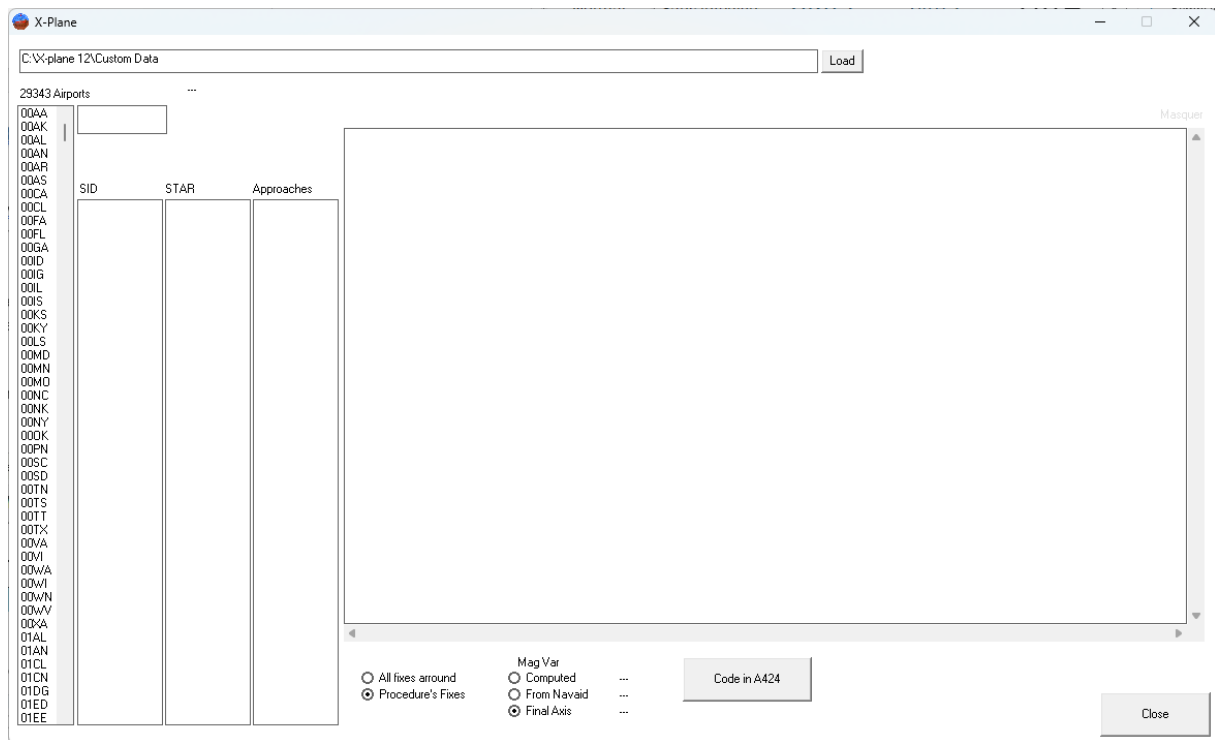 X-Plane
C:\X-plane 12\Custom Data
Load
29343 Airports
...
Masquer
00AA
00AK
00AL
00AN
00AR
00AS
00CA
00CL
00FA
00FL
00GA
00ID
00IG
00IL
00IS
00KS
00KY
00LS
00MD
00MN
00MO
00NC
00NK
00NY
00OK
00PN
00SC
00SD
00TN
00TS
00TT
00TX
00VA
00VI
00WA
00WI
00WN
00WV
00XA
01AL
01AN
01CL
01CN
01DG
01ED
01EE
SID STAR Approaches
All fixes arround
Procedure's Fixes
Mag Var
Computed ...
From Navaid ...
Final Axis ...
Code in A424
Close